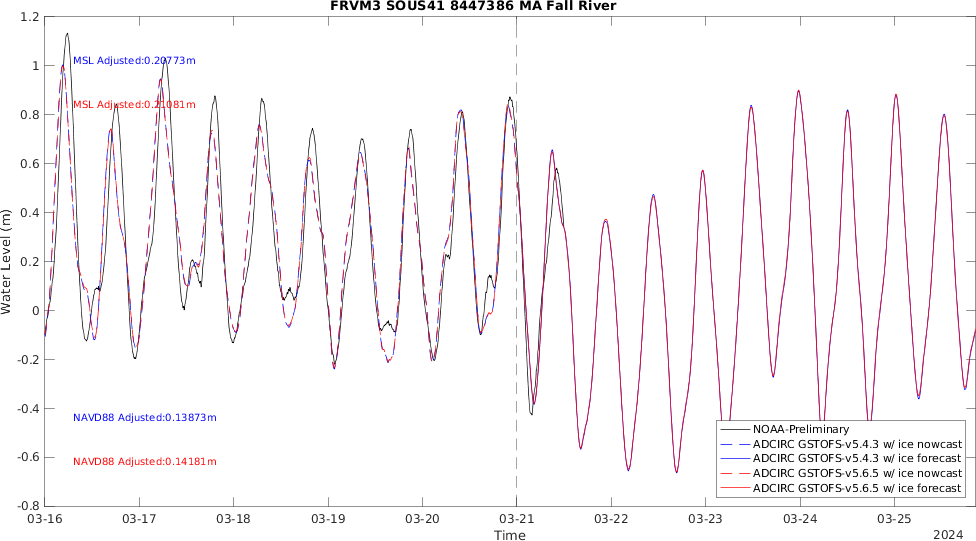 FRVM3 SOUS41 8447386 MA Fall River
1.2
1
0.8
0.6
0.4
0.2
0
-0.2
-0.4
-0.6
-0.8
Water Level (m)
MSL Adjusted:0.20773m
MSL Adjusted:0.21081m
NAVD88 Adjusted:0.13873m
NAVD88 Adjusted:0.14181m
NOAA-Preliminary
ADCIRC GSTOFS-v5.4.3 w/ ice nowcast
ADCIRC GSTOFS-v5.4.3 w/ ice forecast
ADCIRC GSTOFS-v5.6.5 w/ ice nowcast
ADCIRC GSTOFS-v5.6.5 w/ ice forecast
03-16 03-17 03-18 03-19 03-20 03-21 03-22 03-23 03-24 03-25
Time
2024